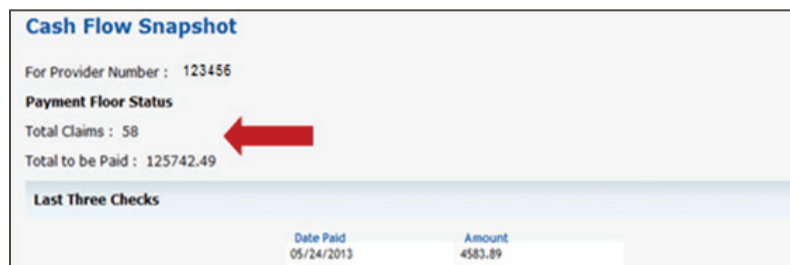 Cash Flow Snapshot
For Provider Number : 123456
Payment Floor Status
Total Claims : 58
Total to be Paid : 125742.49
Last Three Checks
Date Paid Amount
05/24/2013 4583.89